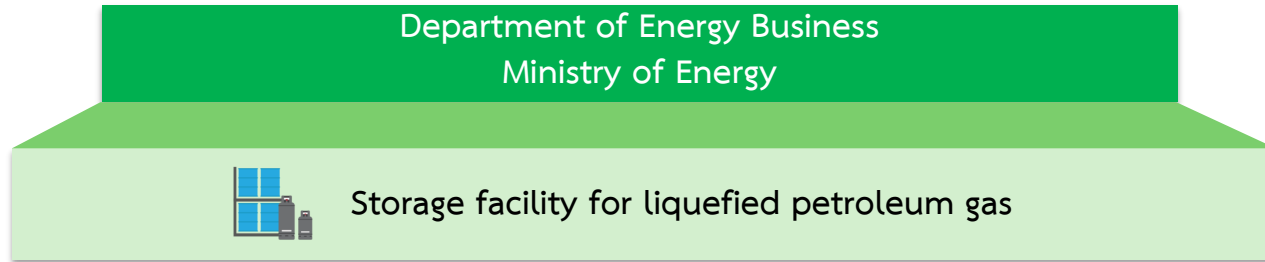 Department of Energy Business
Ministry of Energy
Storage facility for liquefied petroleum gas